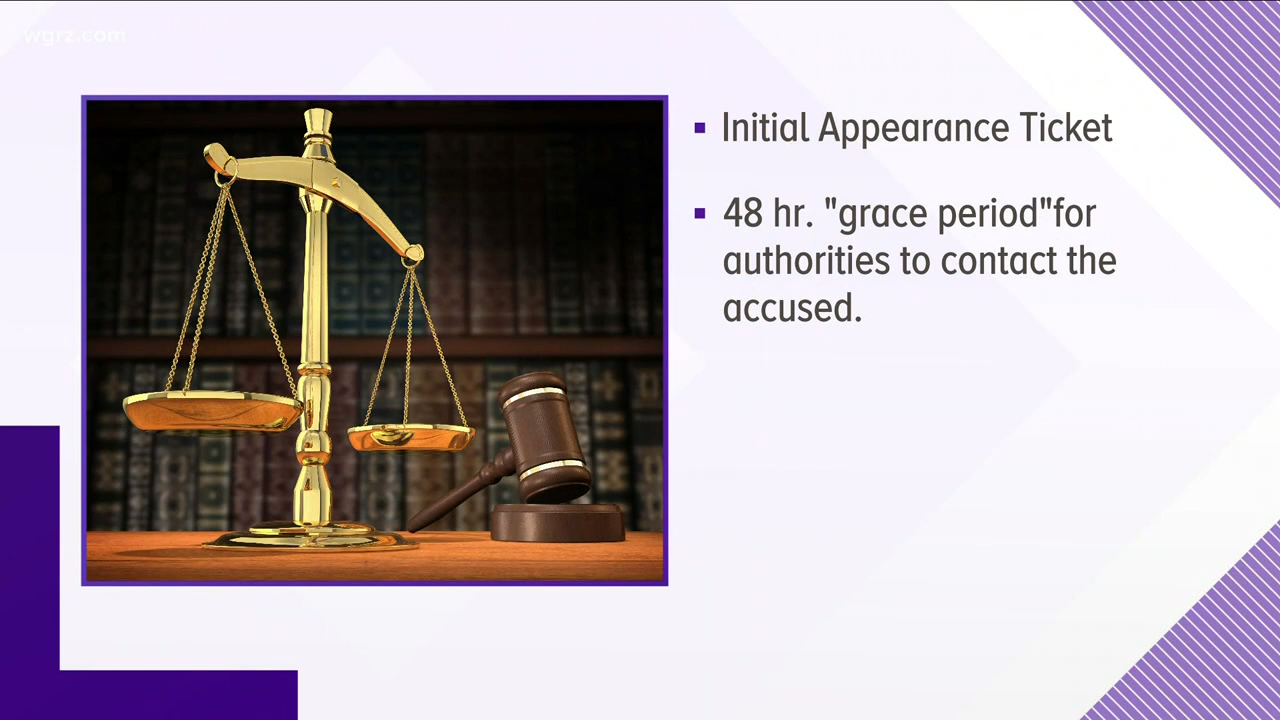 wgrz.com
Initial Appearance Ticket
48 hr. "grace period"for
authorities to contact the
accused.